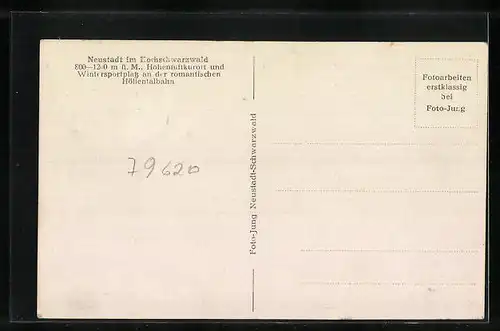 Neustadt im Hochschwarzwald
800—1200 m ü. M., Höhenluftkurort und
Wintersportplatz an der romantischen
Höllentalbahn
Fotoarbeiten
erstklassig
bei
Foto-Jung
79620
Foto-Jung Neustadt-Schwarzwald